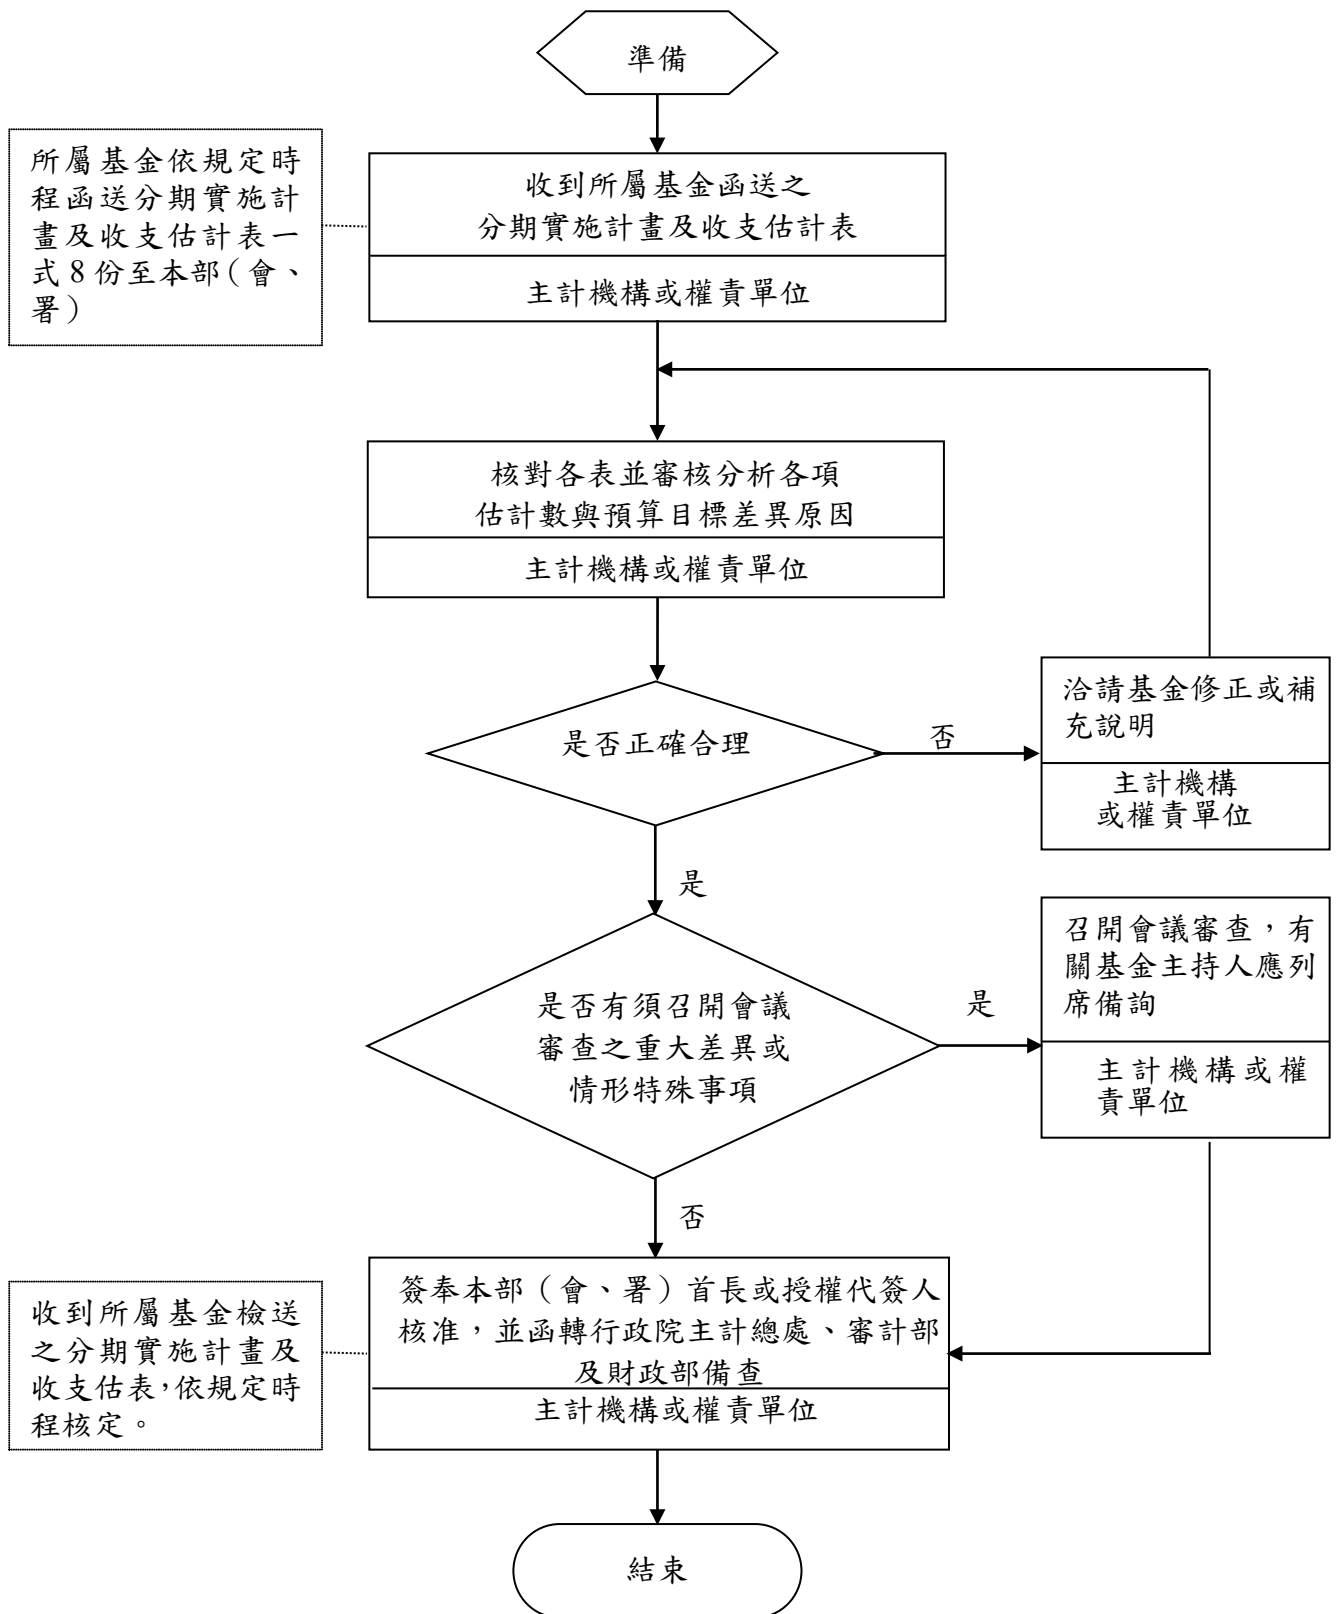 準備
所屬基金依規定時
程函送分期實施計
畫及收支估計表一
式8份至本部（會、
署）
收到所屬基金函送之
分期實施計畫及收支估計表
主計機構或權責單位
核對各表並審核分析各項
估計數與預算目標差異原因
主計機構或權責單位
是否正確合理
否
洽請基金修正或補
充說明
主計機構
或權責單位
是
是否有須召開會議
審查之重大差異或
情形特殊事項
是
召開會議審查，有
關基金主持人應列
席備詢
主計機構或權
責單位
否
簽奉本部（會、署）首長或授權代簽人
核准，並函轉行政院主計總處、審計部
及財政部備查
主計機構或權責單位
收到所屬基金檢送
之分期實施計畫及
收支估表，依規定時
程核定。
結束